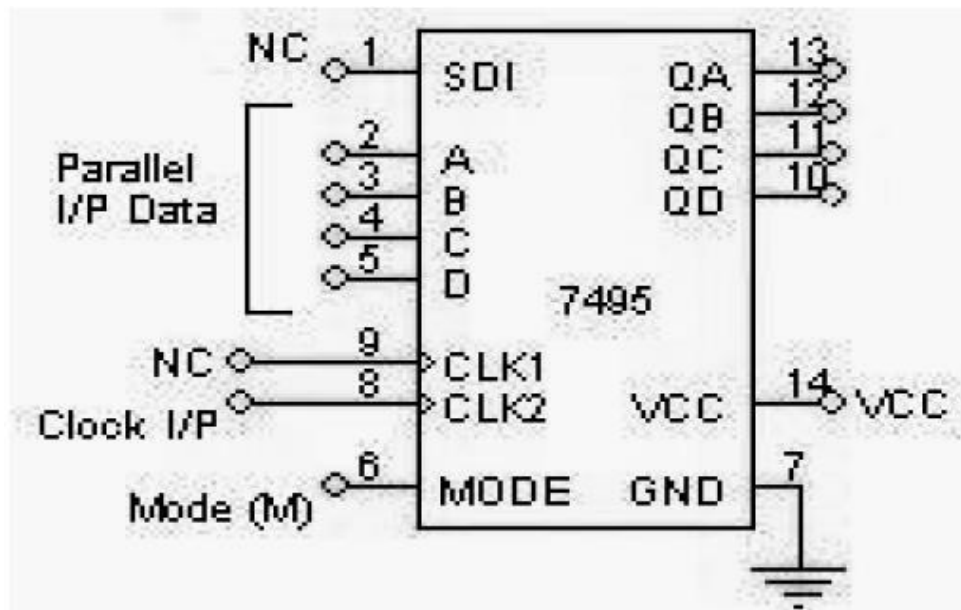 NC 1 SDI QA 13
QB 12
Parallel 2 A QC 11
I/P Data 3 B QD 10
4 C
5 D
7495
NC 9 CLK1
Clock I/P 8 CLK2 VCC 14 VCC
Mode (M) 6 MODE GND 7